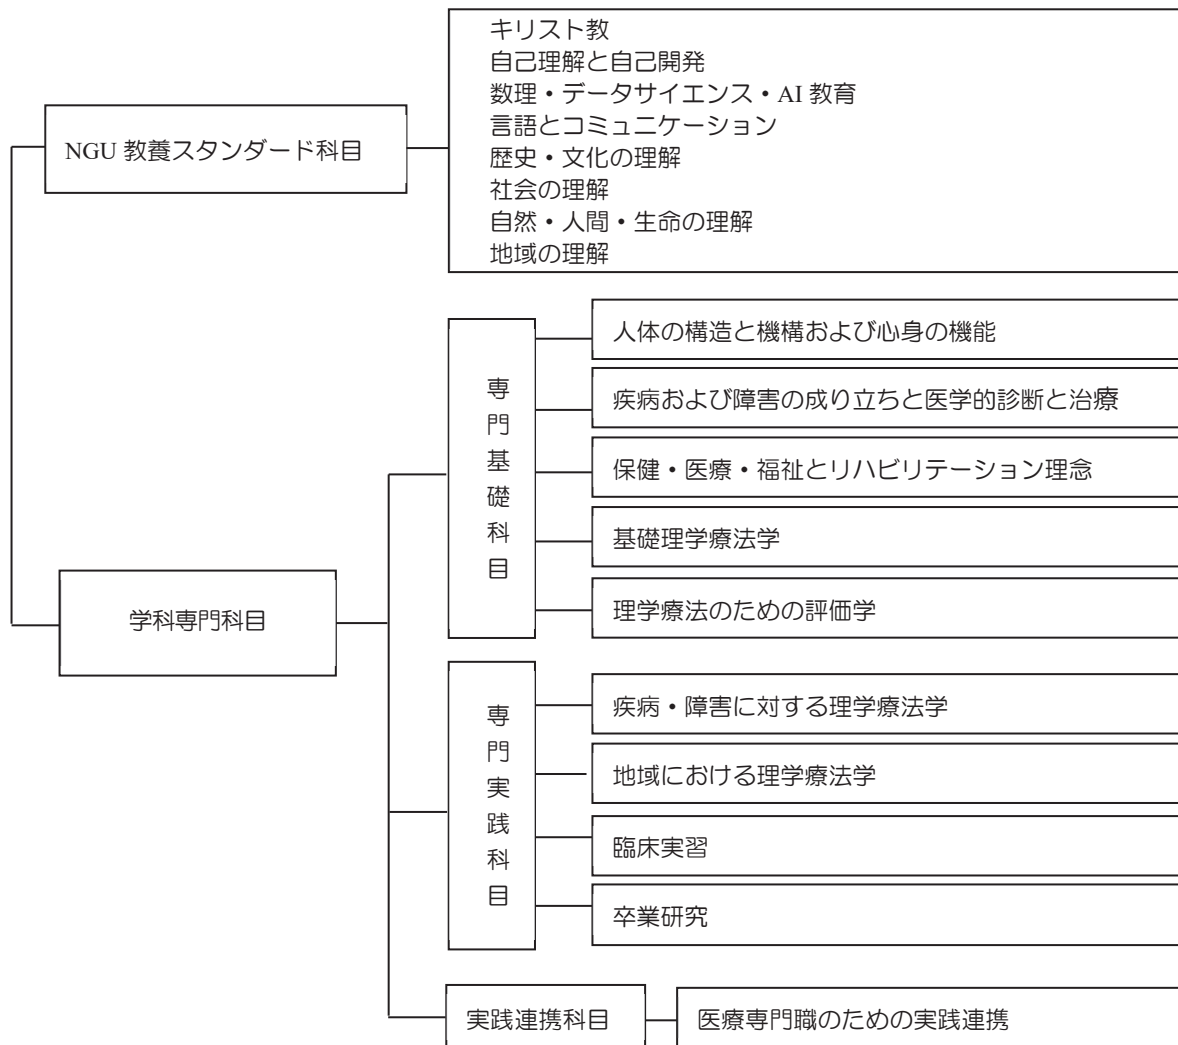 キリスト教
自己理解と自己開発
数理・データサイエンス・AI 教育
言語とコミュニケーション
歴史・文化の理解
社会の理解
自然・人間・生命の理解
地域の理解
NGU 教養スタンダード科目
学科専門科目
専門基礎科目
人体の構造と機構および心身の機能
疾病および障害の成り立ちと医学的診断と治療
保健・医療・福祉とリハビリテーション理念
基礎理学療法学
理学療法のための評価学
専門実践科目
疾病・障害に対する理学療法学
地域における理学療法学
臨床実習
卒業研究
実践連携科目
医療専門職のための実践連携